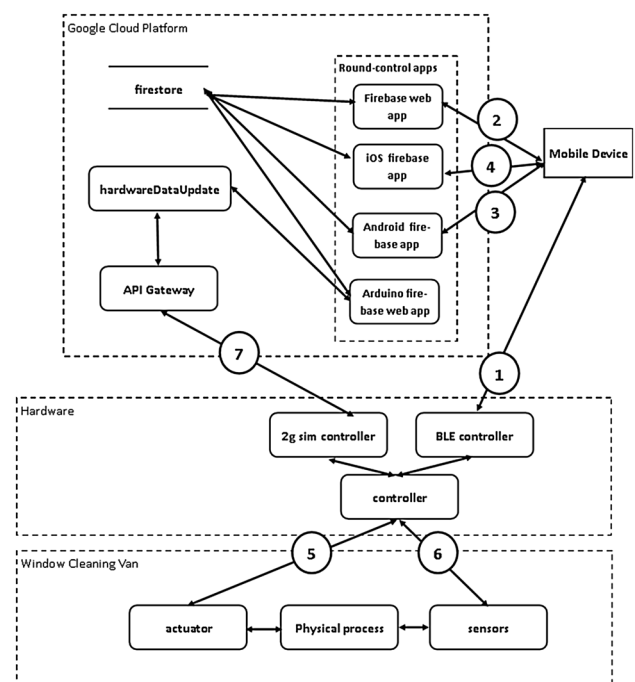 Google Cloud Platform
Round-control apps
firestore
Firebase web
app
2
iOS firebase
app
4
Mobile Device
hardwareDataUpdate
3
Android fire-
base app
API Gateway
Arduino fire-
base web app
7
1
Hardware
2g sim controller
BLE controller
controller
5
6
Window Cleaning Van
actuator
Physical process
sensors